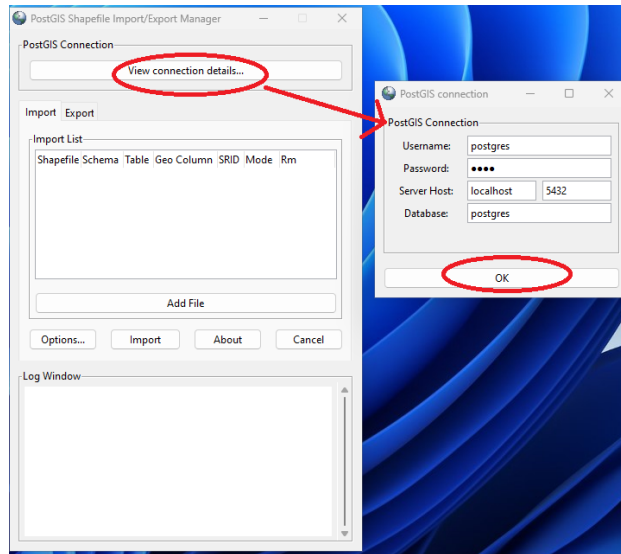 PostGIS Shapefile Import/Export Manager
PostGIS Connection
View connection details...
Import Export
Import List
Shapefile Schema Table Geo Column SRID Mode Rm
Add File
Options... Import About Cancel
Log Window
PostGIS connection
PostGIS Connection
Username: postgres
Password: ●●●●
Server Host: localhost 5432
Database: postgres
OK